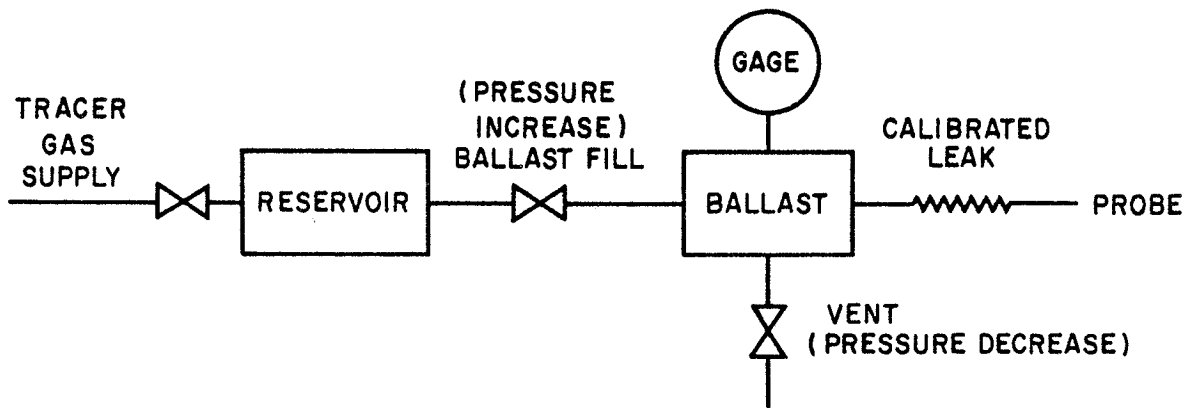 TRACER
GAS
SUPPLY
RESERVOIR
(PRESSURE
INCREASE)
BALLAST FILL
GAGE
BALLAST
CALIBRATED
LEAK
PROBE
VENT
(PRESSURE DECREASE)